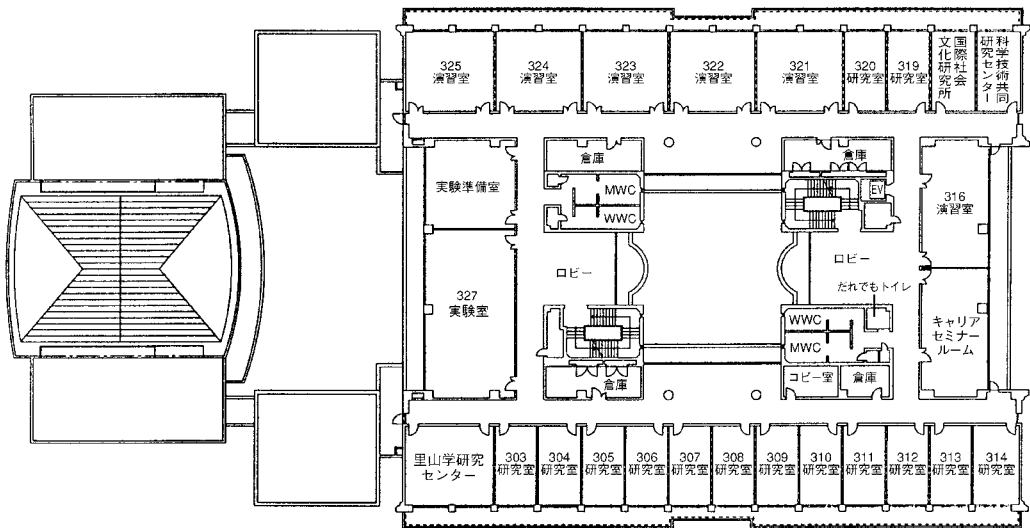 325
演習室
324
演習室
323
演習室
322
演習室
321
演習室
320
研究室
319
研究室
国際社会
文化研究所
科学技術共同
研究センター
実験準備室
倉庫
MWC
WWC
倉庫
EV
316
演習室
327
実験室
ロビー
ロビー
だれでもトイレ
WWC
MWC
キャリア
セミナー
ルーム
倉庫
コピー室
倉庫
里山学研究
センター
303
研究室
304
研究室
305
研究室
306
研究室
307
研究室
308
研究室
309
研究室
310
研究室
311
研究室
312
研究室
313
研究室
314
研究室